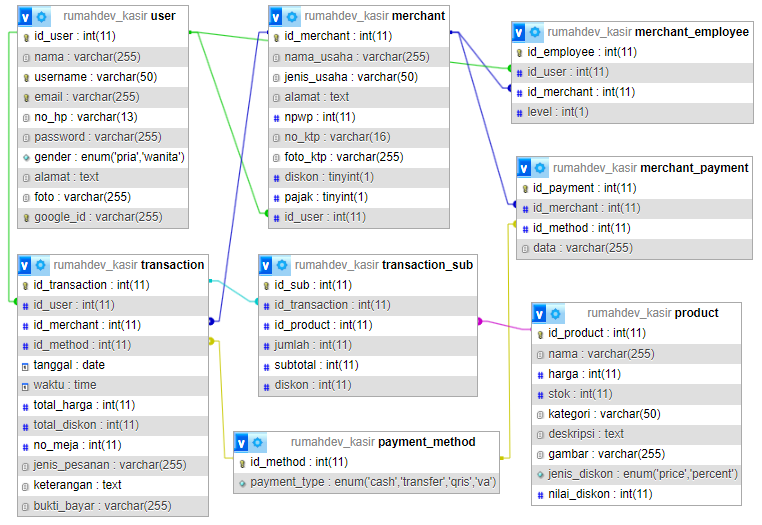 rumahdev_kasir user
id_user : int(11)
nama : varchar(255)
username : varchar(50)
email : varchar(255)
no_hp : varchar(13)
password : varchar(255)
gender : enum('pria','wanita')
alamat : text
foto : varchar(255)
google_id : varchar(255)
rumahdev_kasir merchant
id_merchant : int(11)
nama_usaha : varchar(255)
jenis_usaha : varchar(50)
alamat : text
npwp : int(11)
no_ktp : varchar(16)
foto_ktp : varchar(255)
diskon : tinyint(1)
pajak : tinyint(1)
id_user : int(11)
rumahdev_kasir merchant_employee
id_employee : int(11)
id_user : int(11)
id_merchant : int(11)
level : int(1)
rumahdev_kasir merchant_payment
id_payment : int(11)
id_merchant : int(11)
id_method : int(11)
data : varchar(255)
rumahdev_kasir transaction
id_transaction : int(11)
id_user : int(11)
id_merchant : int(11)
id_method : int(11)
tanggal : date
waktu : time
total_harga : int(11)
total_diskon : int(11)
no_meja : int(11)
jenis_pesanan : varchar(255)
keterangan : text
bukti_bayar : varchar(255)
rumahdev_kasir transaction_sub
id_sub : int(11)
id_transaction : int(11)
id_product : int(11)
jumlah : int(11)
subtotal : int(11)
diskon : int(11)
rumahdev_kasir product
id_product : int(11)
nama : varchar(255)
harga : int(11)
stok : int(11)
kategori : varchar(50)
deskripsi : text
gambar : varchar(255)
jenis_diskon : enum('price','percent')
nilai_diskon : int(11)
rumahdev_kasir payment_method
id_method : int(11)
payment_type : enum('cash','transfer','qris','va')